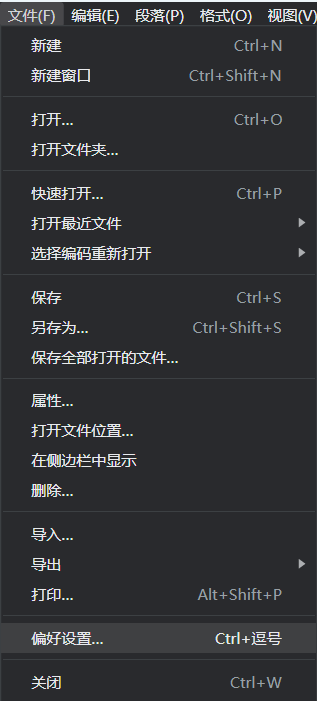 文件(F) 编辑(E) 段落(P) 格式(O) 视图(V)
新建 Ctrl+N
新建窗口 Ctrl+Shift+N
打开... Ctrl+O
打开文件夹...
快速打开... Ctrl+P
打开最近文件
选择编码重新打开
保存 Ctrl+S
另存为... Ctrl+Shift+S
保存全部打开的文件...
属性...
打开文件位置...
在侧边栏中显示
删除...
导入...
导出
打印... Alt+Shift+P
偏好设置... Ctrl+逗号
关闭 Ctrl+W